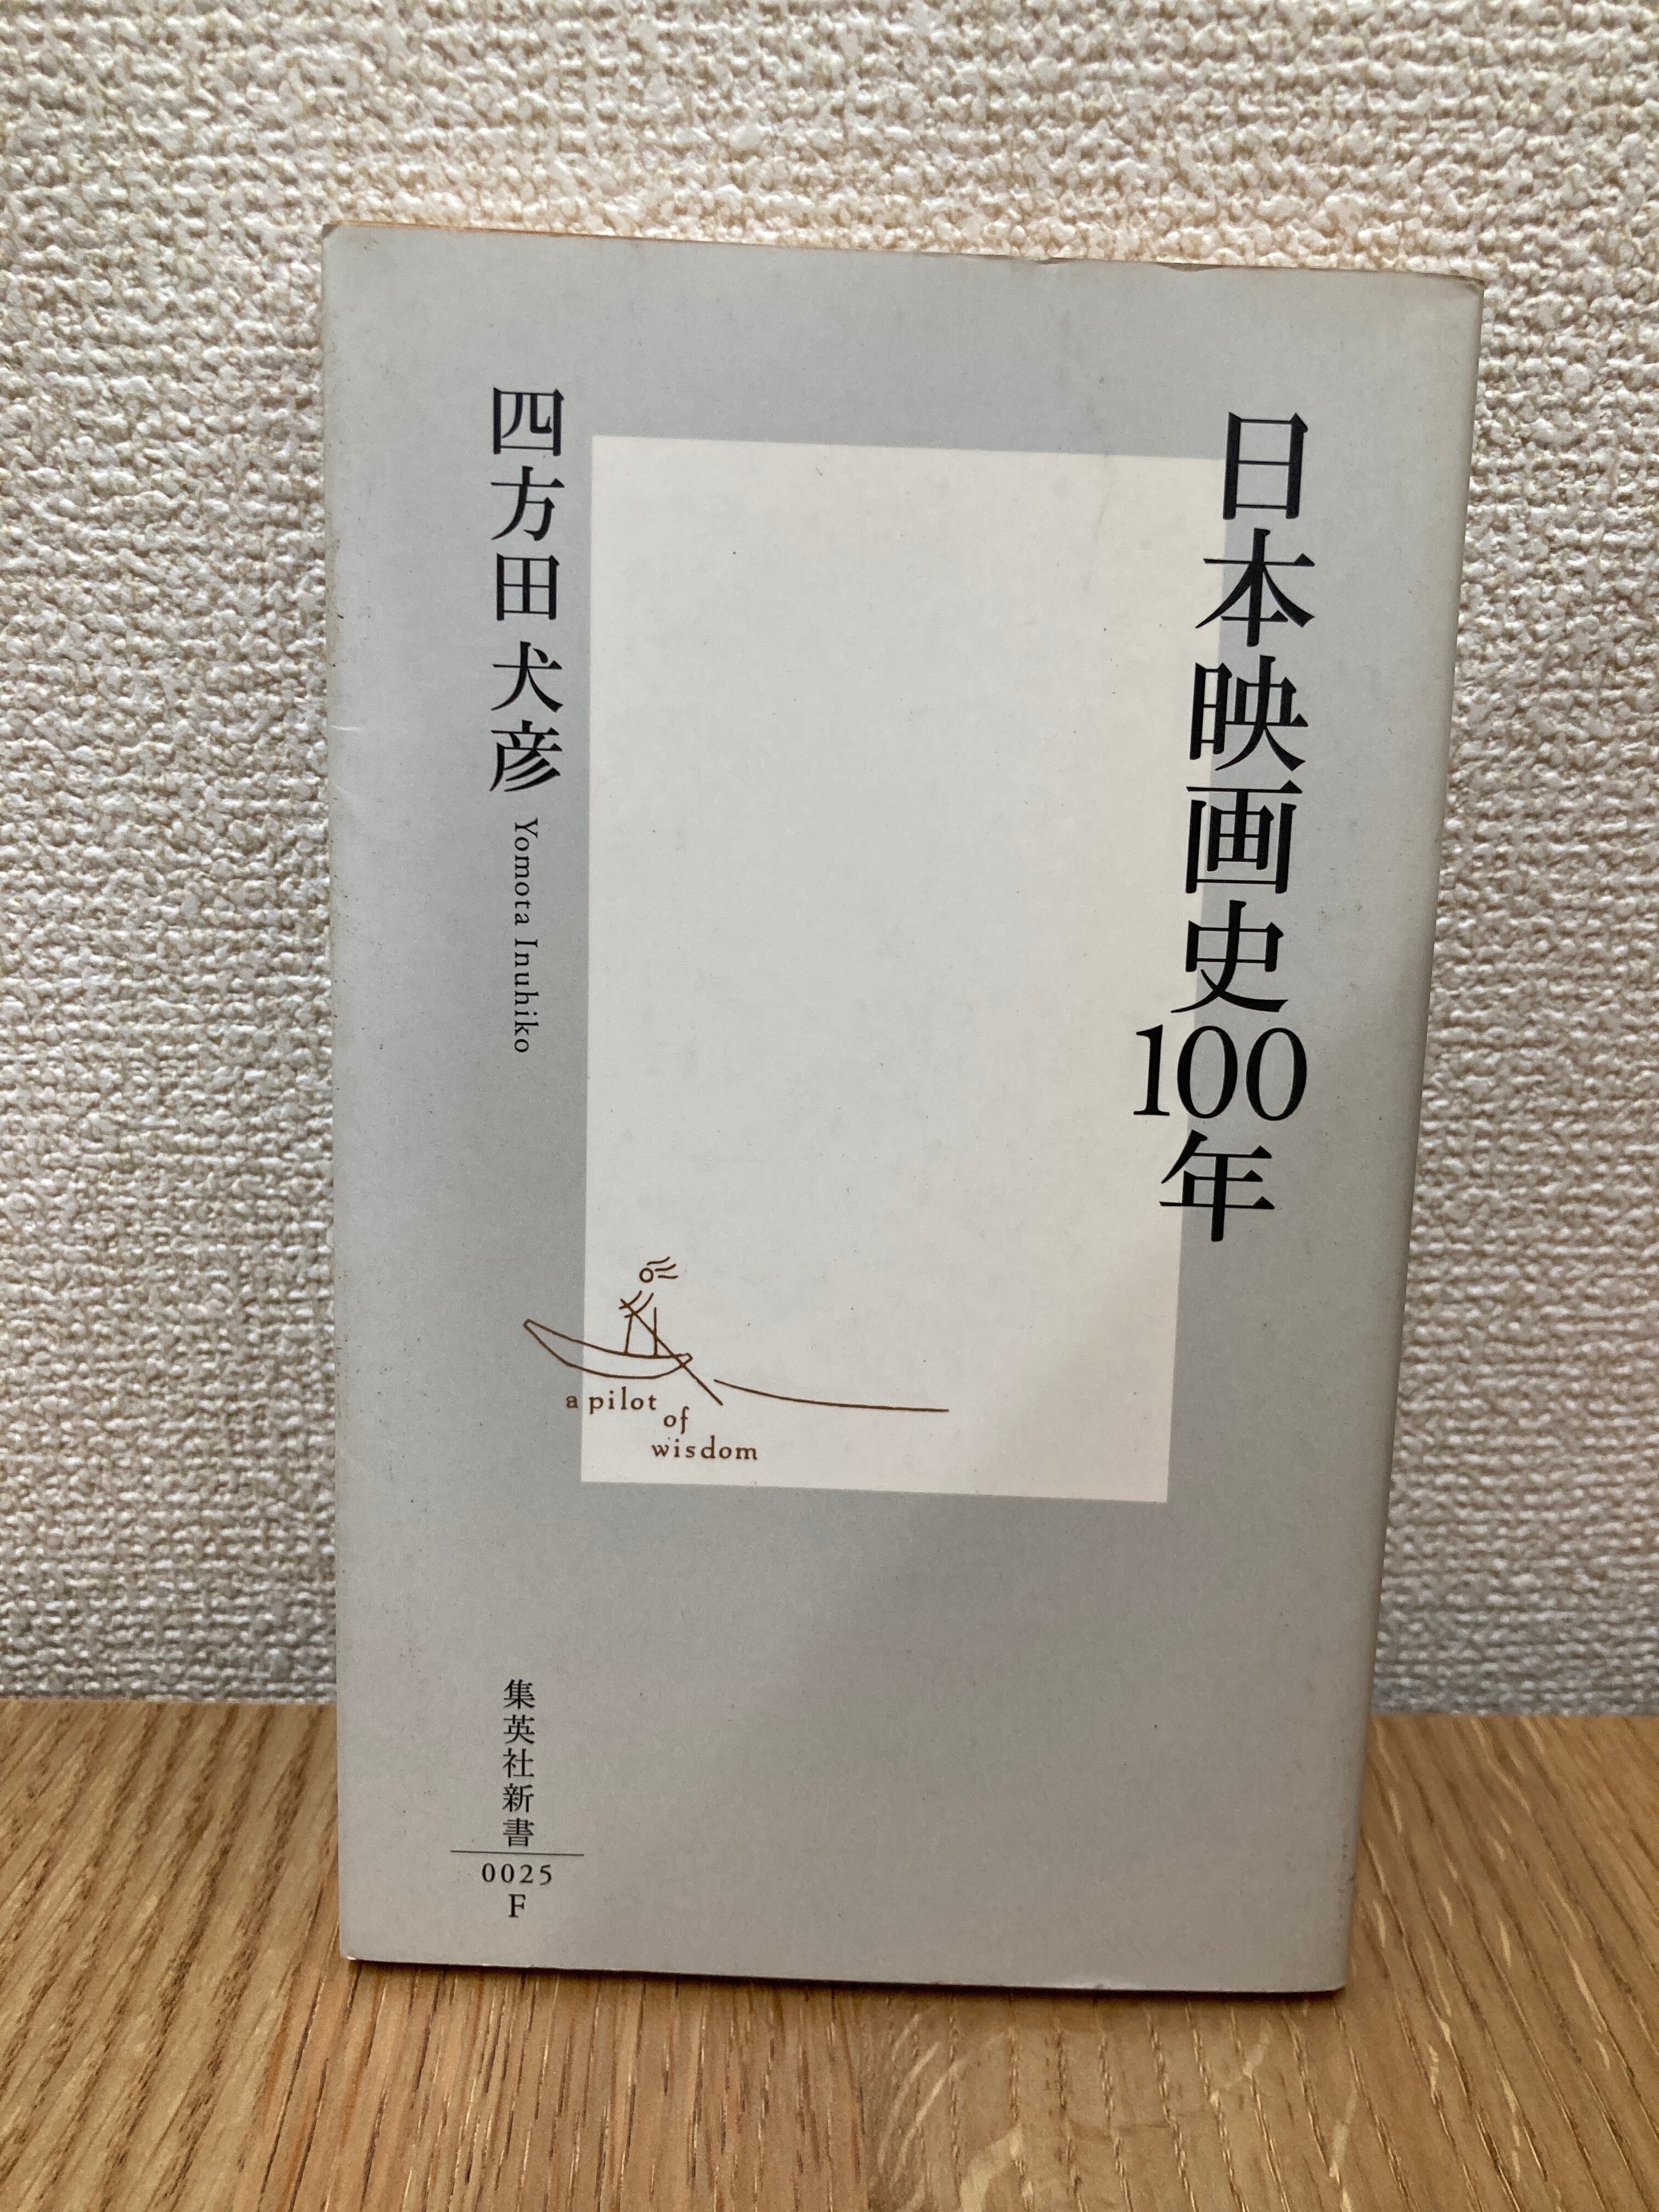 日本映画史100年
四方田犬彦 Yomota Inuhiko
a pilot
of
wisdom
集英社新書
0025
F